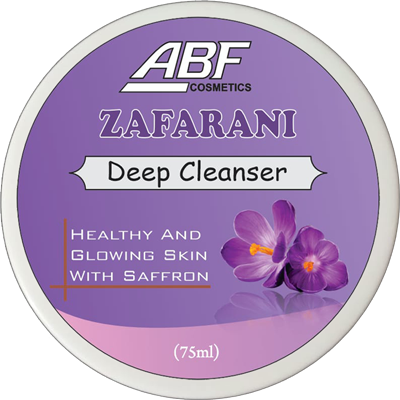 ABF
COSMETICS
ZAFARANI
Deep Cleanser
HEALTHY AND
GLOWING SKIN
WITH SAFFRON
(75ml)